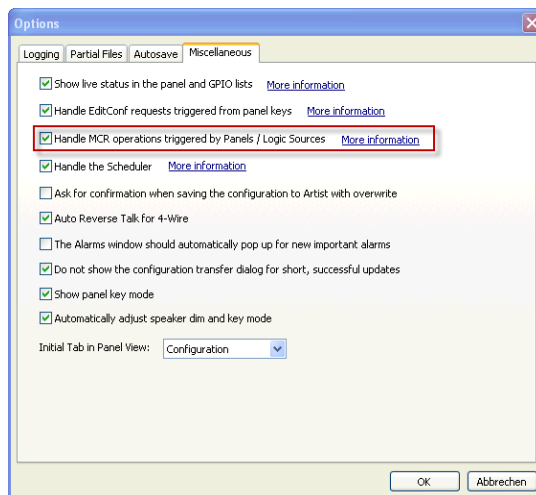 Options
Logging Partial Files Autosave Miscellaneous
Show live status in the panel and GPIO lists More information
Handle EditConf requests triggered from panel keys More information
Handle MCR operations triggered by Panels / Logic Sources More information
Handle the Scheduler More information
Ask for confirmation when saving the configuration to Artist with overwrite
Auto Reverse Talk for 4-Wire
The Alarms window should automatically pop up for new important alarms
Do not show the configuration transfer dialog for short, successful updates
Show panel key mode
Automatically adjust speaker dim and key mode
Initial Tab in Panel View: Configuration
OK Abbrechen